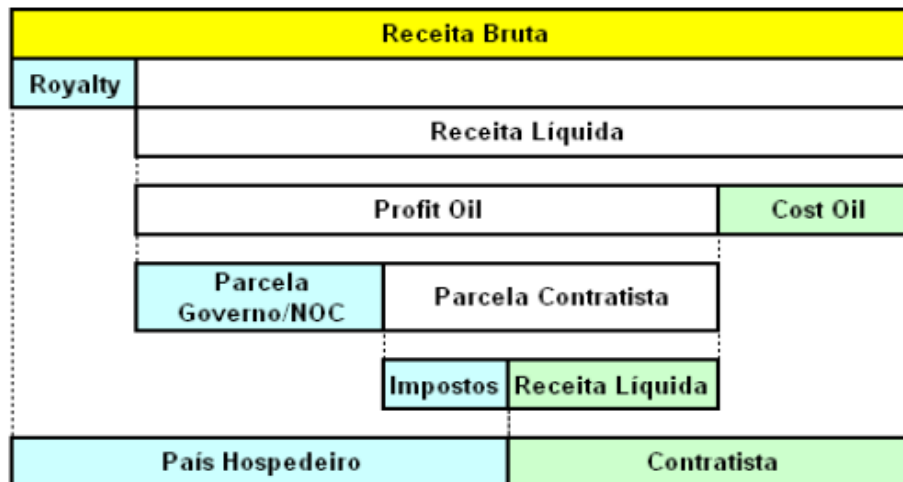 Receita Bruta
Royalty
Receita Líquida
Profit Oil
Cost Oil
Parcela
Governo/NOC
Parcela Contratista
Impostos
Receita Líquida
País Hospedeiro
Contratista